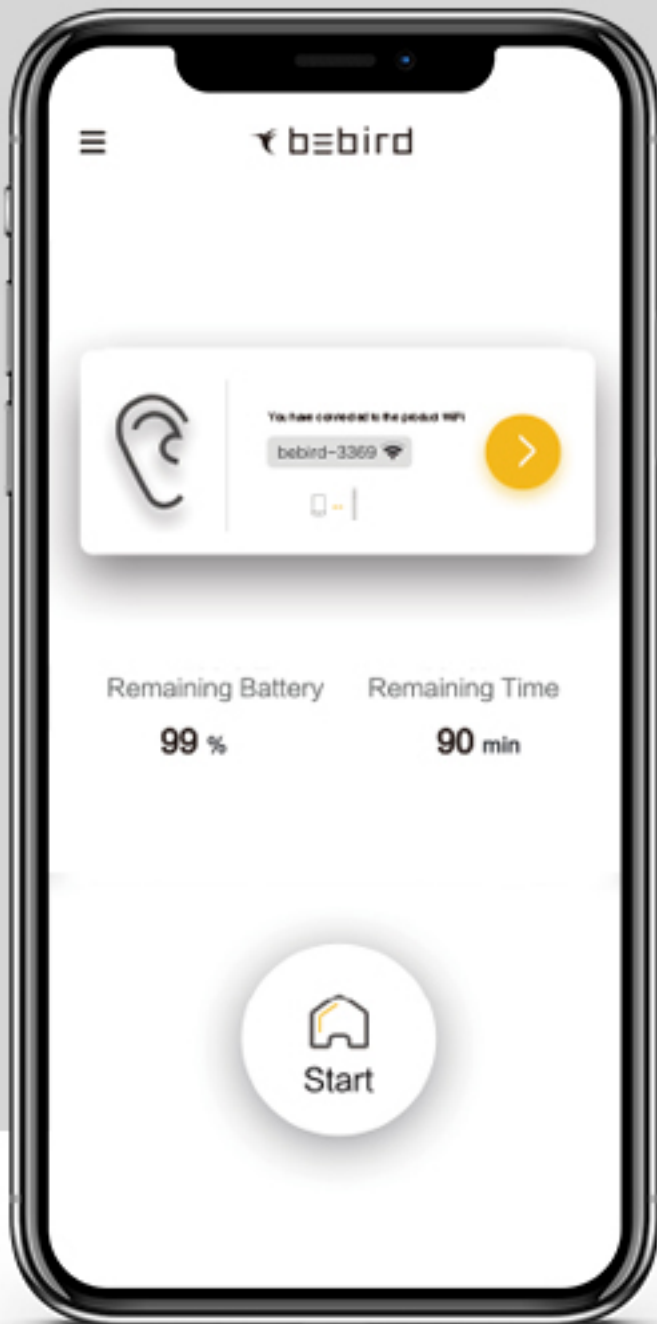 bebird
You have connected to the product WiFi
bebird-3369
Remaining Battery
Remaining Time
99 %
90 min
Start